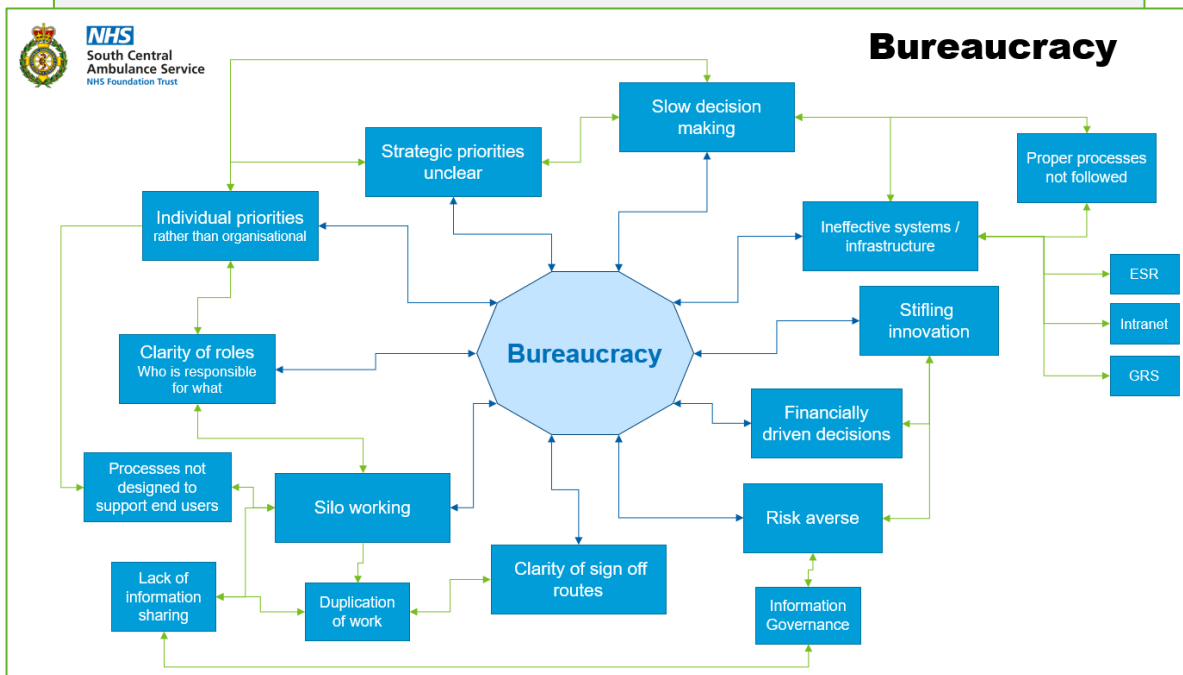 NHS
South Central
Ambulance Service
NHS Foundation Trust
Bureaucracy
Slow decision
making
Strategic priorities
unclear
Proper processes
not followed
Individual priorities
rather than organisational
Ineffective systems /
infrastructure
ESR
Stifling
innovation
Intranet
Clarity of roles
Who is responsible
for what
Bureaucracy
GRS
Financially
driven decisions
Processes not
designed to
support end users
Silo working
Risk averse
Clarity of sign off
routes
Lack of
information
sharing
Duplication
of work
Information
Governance